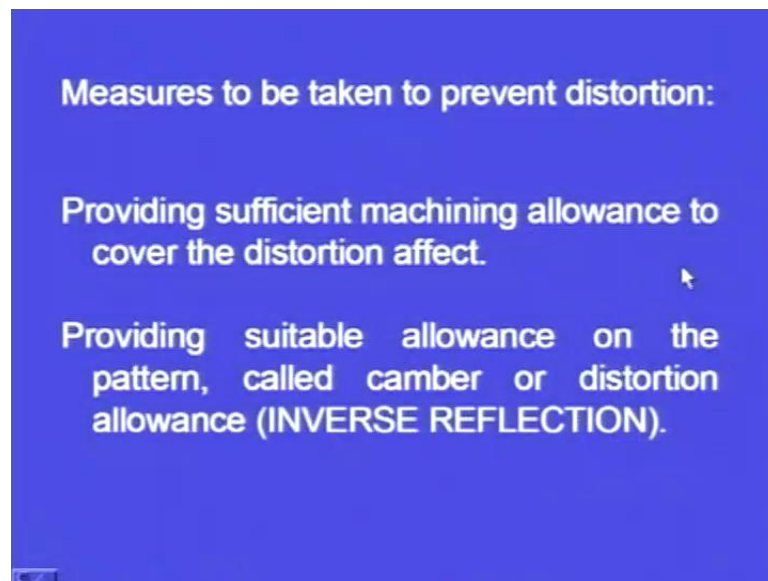 Measures to be taken to prevent distortion:
Providing sufficient machining allowance to
cover the distortion affect.
Providing suitable allowance on the
pattern, called camber or distortion
allowance (INVERSE REFLECTION).